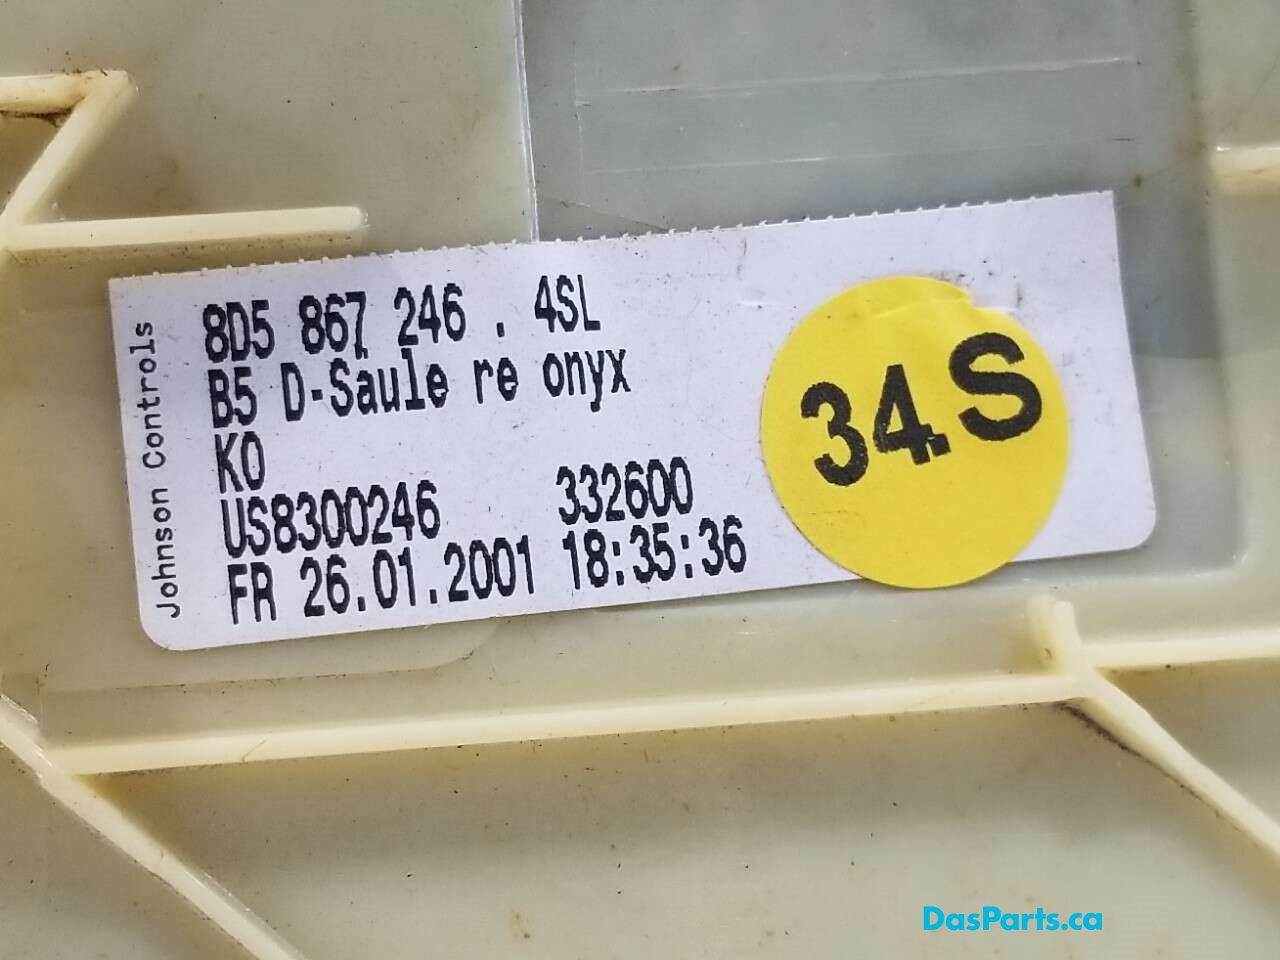 Johnson Controls
8D5 867 246 . 4SL
B5 D-Saule re onyx
KO
US8300246 332600
FR 26.01.2001 18:35:36
34S
DasParts.ca